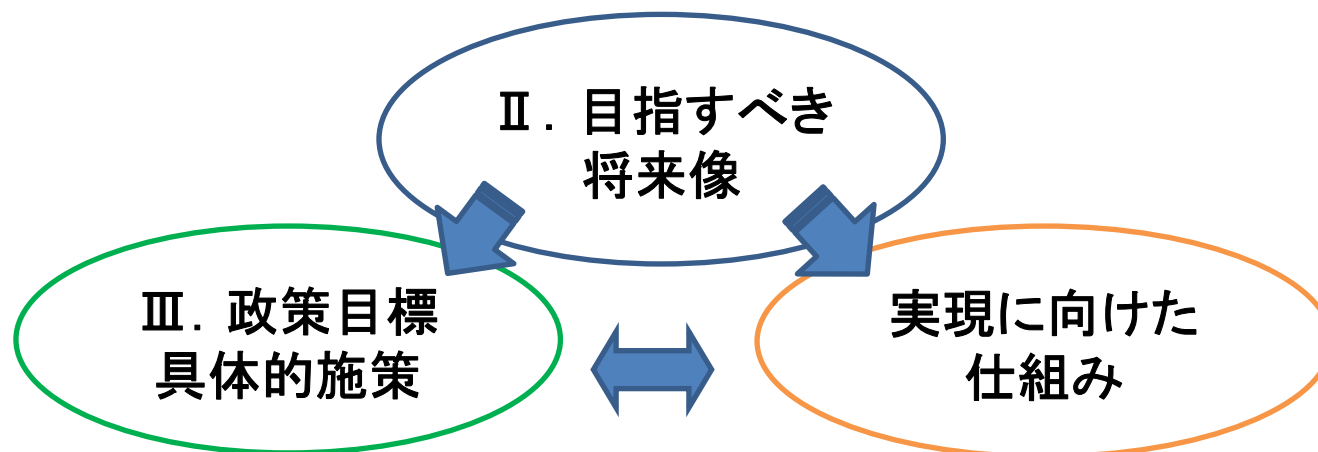 Ⅱ．目指すべき
将来像
Ⅲ．政策目標
具体的施策
実現に向けた
仕組み